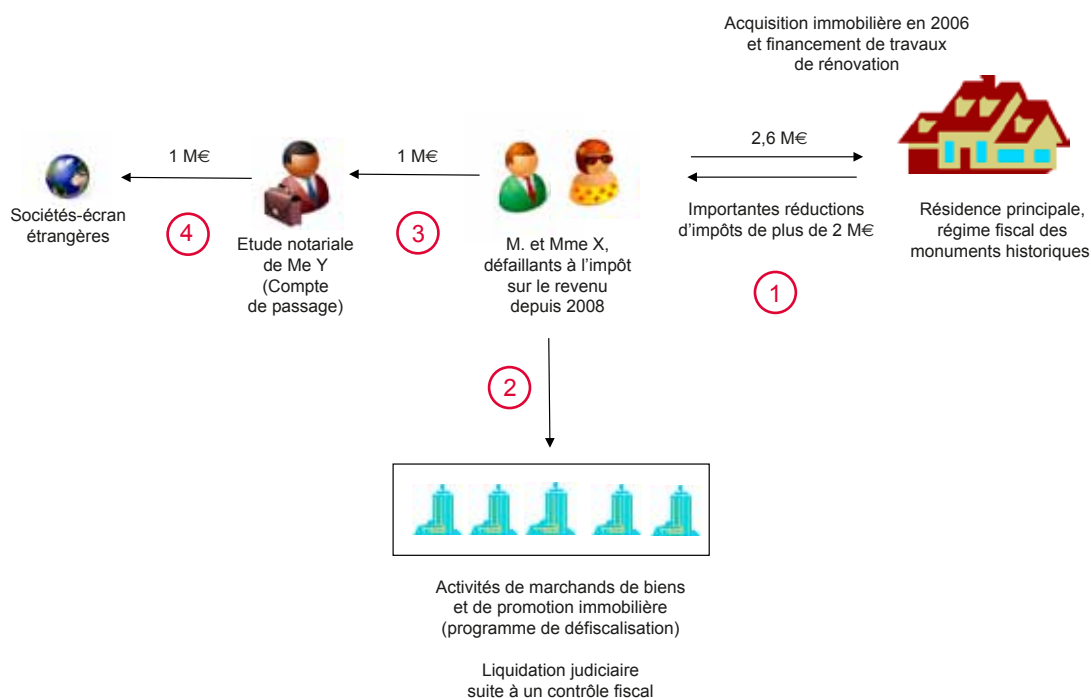 Acquisition immobilière en 2006
et financement de travaux
de rénovation
1 M€
1 M€
2,6 M€
Sociétés-écran
étrangères
4
Etude notariale
de Me Y
(Compte
de passage)
3
M. et Mme X,
défaillants à l’impôt
sur le revenu
depuis 2008
Importantes réductions
d’impôts de plus de 2 M€
1
Résidence principale,
régime fiscal des
monuments historiques
2
Activités de marchands de biens
et de promotion immobilière
(programme de défiscalisation)
Liquidation judiciaire
suite à un contrôle fiscal